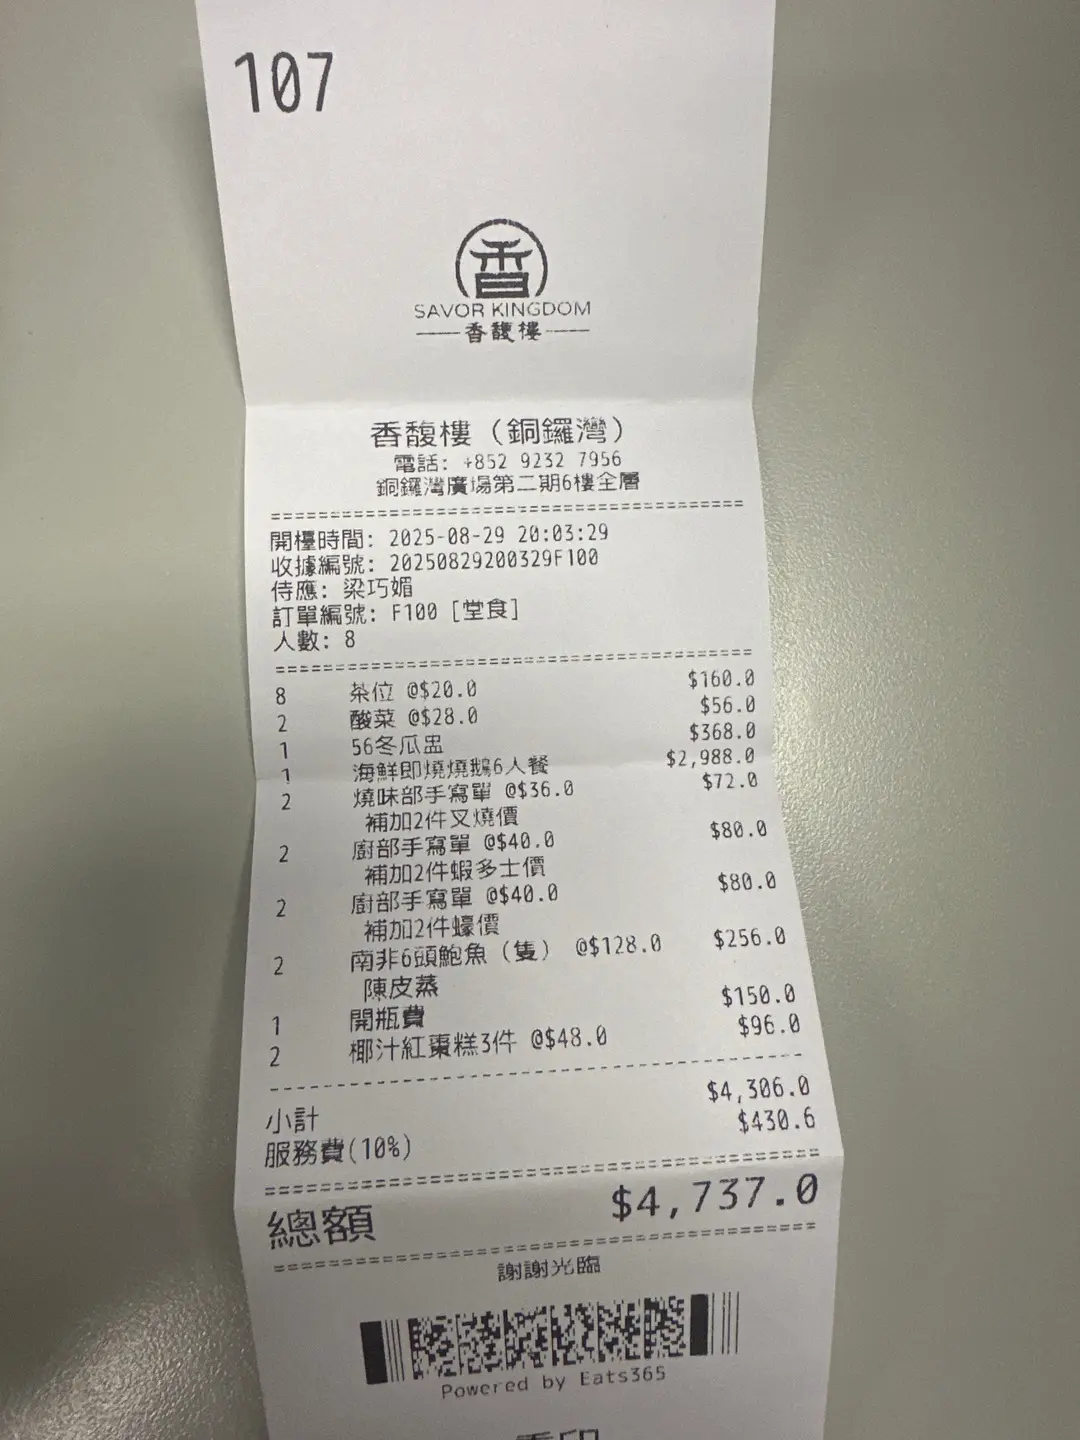 107
香
SAVOR KINGDOM
香馥樓
香馥樓（銅鑼灣）
電話: +852 9232 7956
銅鑼灣廣場第二期6樓全層
開檯時間: 2025-08-29 20:03:29
收據編號: 20250829200329F100
侍應: 梁巧媚
訂單編號: F100 [堂食]
人數: 8
8 茶位 @$20.0 $160.0
2 酸菜 @$28.0 $56.0
1 56冬瓜盅 $368.0
1 海鮮即燒燒鵝6人餐 $2,988.0
2 燒味部手寫單 @$36.0 $72.0
補加2件叉燒價
2 廚部手寫單 @$40.0 $80.0
補加2件蝦多士價
2 廚部手寫單 @$40.0 $80.0
補加2件蠔價
2 南非6頭鮑魚（隻） @$128.0 $256.0
陳皮蒸
1 開瓶費 $150.0
2 椰汁紅棗糕3件 @$48.0 $96.0
小計 $4,306.0
服務費(10%) $430.6
總額 $4,737.0
謝謝光臨
Powered by Eats365